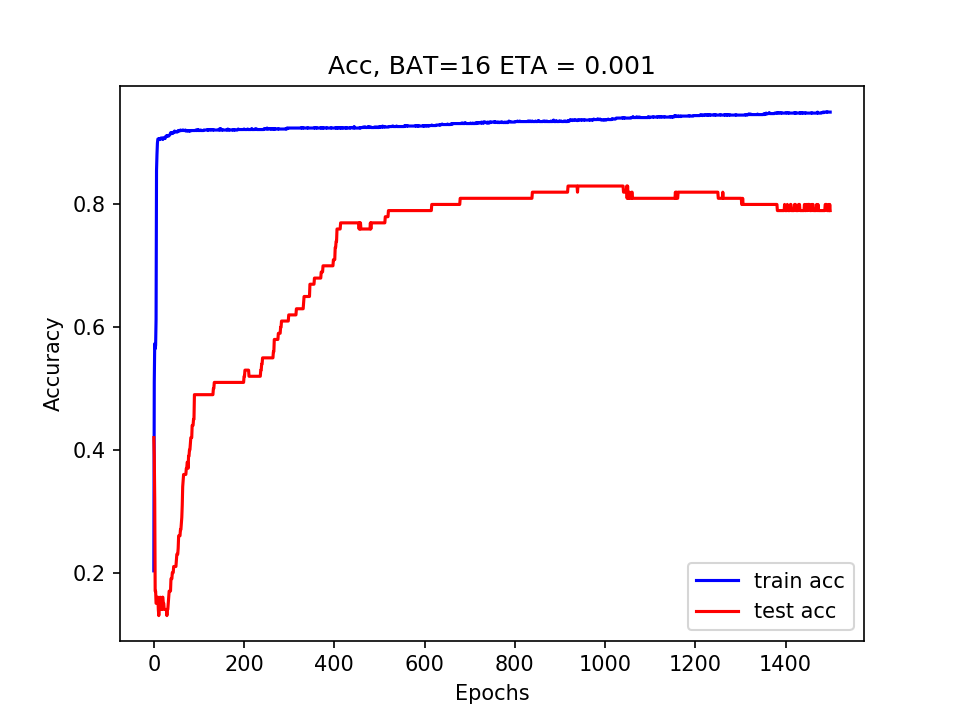 Acc, BAT=16 ETA = 0.001
Accuracy
0.8
0.6
0.4
0.2
0 200 400 600 800 1000 1200 1400
Epochs
train acc
test acc